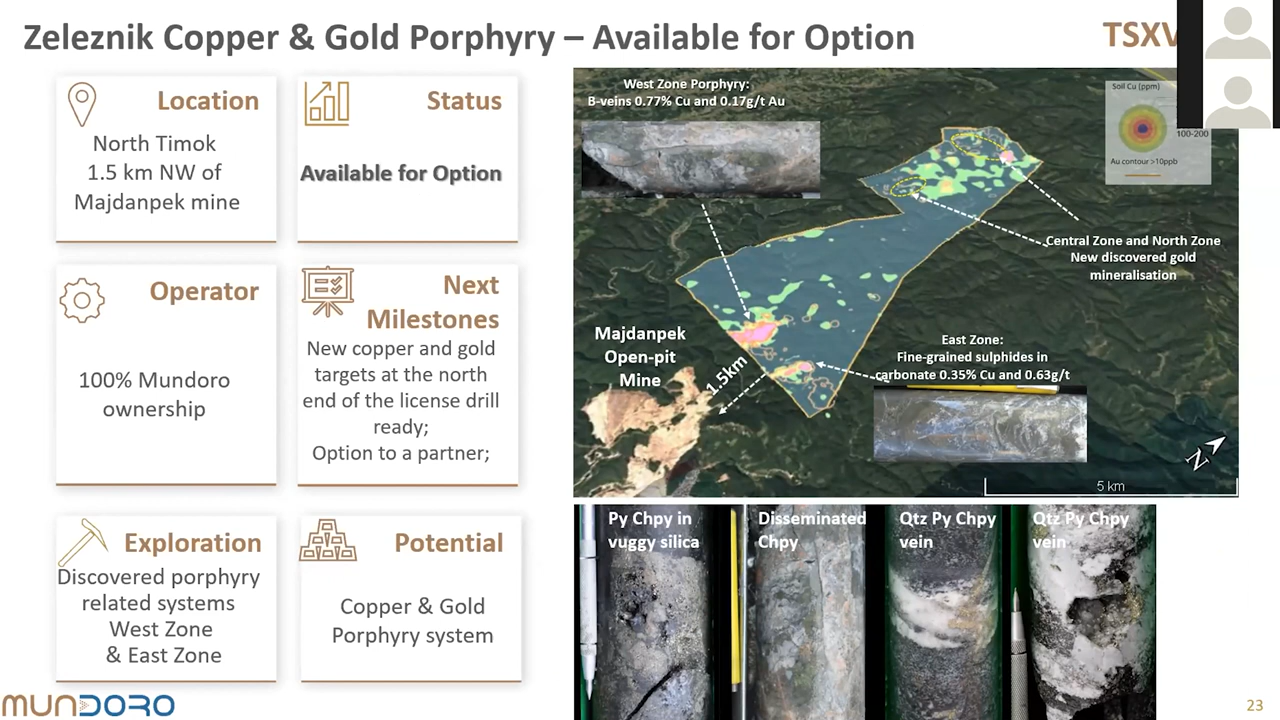 Zeleznik Copper & Gold Porphyry – Available for Option
TSXV
Location
North Timok
1.5 km NW of
Majdanpek mine
Status
Available for Option
Operator
100% Mundoro
ownership
Next
Milestones
New copper and gold
targets at the north
end of the license drill
ready;
Option to a partner;
Exploration
Discovered porphyry
related systems
West Zone
& East Zone
Potential
Copper & Gold
Porphyry system
West Zone Porphyry:
B-veins 0.77% Cu and 0.17g/t Au
Soil Cu (ppm)
100-200
Au contour >10ppb
Central Zone and North Zone
New discovered gold
mineralisation
Majdanpek
Open-pit
Mine
1.5km
East Zone:
Fine-grained sulphides in
carbonate 0.35% Cu and 0.63g/t
N
5 km
Py Chpy in
vuggy silica
Disseminated
Chpy
Qtz Py Chpy
vein
Qtz Py Chpy
vein
MUNDORO
23